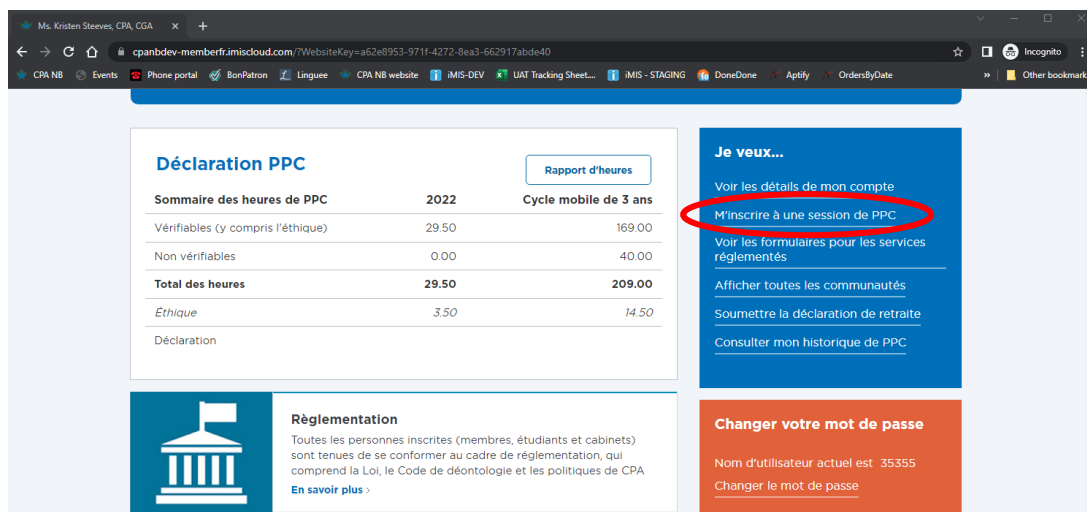 Ms. Kristen Steeves, CPA, CGA
cpanbdev-memberfr.imiscloud.com/?WebsiteKey=a62e8953-971f-4272-8ea3-662917abde40
Incognito
CPA NB Events Phone portal BonPatron Linguee CPA NB website iMIS-DEV UAT Tracking Sheet.... iMIS - STAGING DoneDone Aptify OrdersByDate » Other bookmark
Déclaration PPC
Rapport d'heures
Sommaire des heures de PPC 2022 Cycle mobile de 3 ans
Vérifiables (y compris l'éthique) 29.50 169.00
Non vérifiables 0.00 40.00
Total des heures 29.50 209.00
Éthique 3.50 14.50
Déclaration
Je veux...
Voir les détails de mon compte
M'inscrire à une session de PPC
Voir les formulaires pour les services
réglementés
Afficher toutes les communautés
Soumettre la déclaration de retraite
Consulter mon historique de PPC
Règlementation
Toutes les personnes inscrites (membres, étudiants et cabinets)
sont tenues de se conformer au cadre de réglementation, qui
comprend la Loi, le Code de déontologie et les politiques de CPA
En savoir plus ›
Changer votre mot de passe
Nom d'utilisateur actuel est 35355
Changer le mot de passe